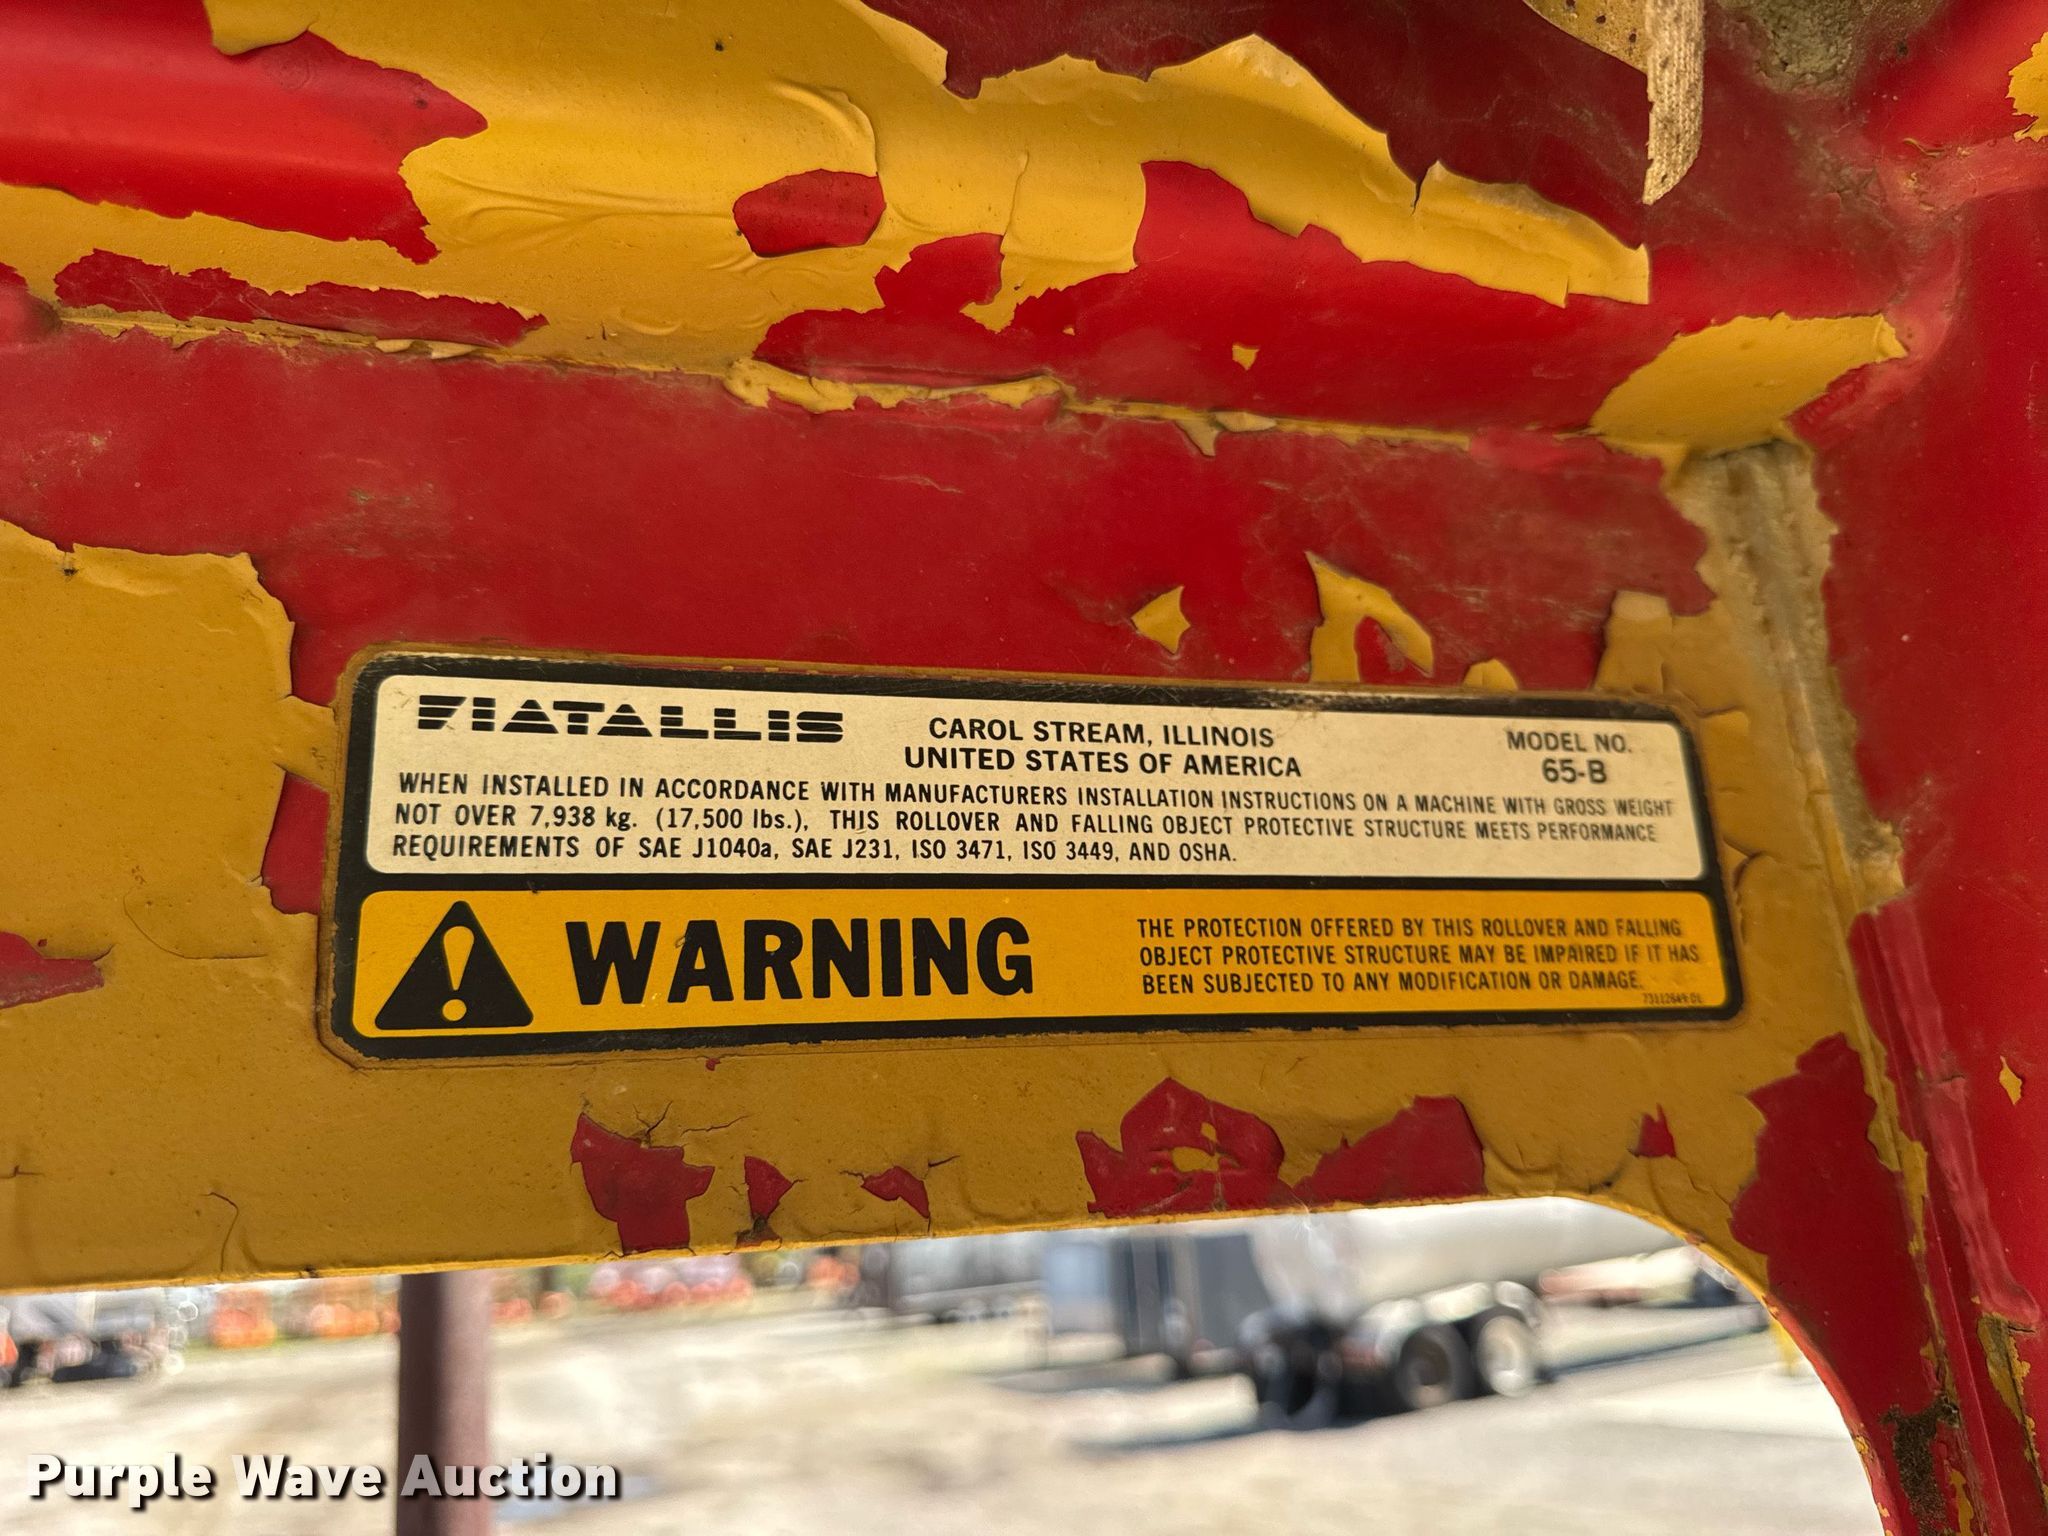 FIATALLIS
CAROL STREAM, ILLINOIS
UNITED STATES OF AMERICA
MODEL NO.
65-B
WHEN INSTALLED IN ACCORDANCE WITH MANUFACTURERS INSTALLATION INSTRUCTIONS ON A MACHINE WITH GROSS WEIGHT
NOT OVER 7,938 kg. (17,500 lbs.), THIS ROLLOVER AND FALLING OBJECT PROTECTIVE STRUCTURE MEETS PERFORMANCE
REQUIREMENTS OF SAE J1040a, SAE J231, ISO 3471, ISO 3449, AND OSHA.
WARNING
THE PROTECTION OFFERED BY THIS ROLLOVER AND FALLING
OBJECT PROTECTIVE STRUCTURE MAY BE IMPAIRED IF IT HAS
BEEN SUBJECTED TO ANY MODIFICATION OR DAMAGE.
Purple Wave Auction